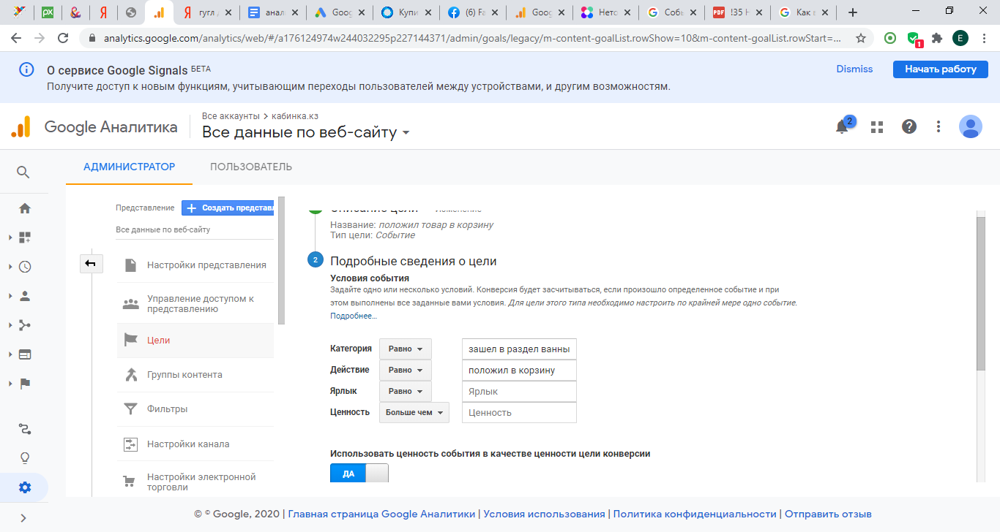 гугл д
анал
Goog
Купи
(6) Fa
Goog
Нето
Собы
!35 H
Как в
analytics.google.com/analytics/web/#/a176124974w244032295p227144371/admin/goals/legacy/m-content-goalList.rowShow=10&m-content-goalList.rowStart=...
1
E
О сервисе Google Signals БЕТА
Получите доступ к новым функциям, учитывающим переходы пользователей между устройствами, и другим возможностям.
Dismiss
Начать работу
Google Аналитика
Все аккаунты > кабинка.кз
Все данные по веб-сайту
2
АДМИНИСТРАТОР
ПОЛЬЗОВАТЕЛЬ
Представление
+ Создать представл
Все данные по веб-сайту
Настройки представления
Управление доступом к
представлению
Цели
Группы контента
Фильтры
Настройки канала
Настройки электронной
торговли
Описание цели Изменение
Название: положил товар в корзину
Тип цели: Событие
2 Подробные сведения о цели
Условия события
Задайте одно или несколько условий. Конверсия будет засчитываться, если произошло определенное событие и при
этом выполнены все заданные вами условия. Для цели этого типа необходимо настроить по крайней мере одно событие.
Подробнее...
Категория Равно зашел в раздел ванны
Действие Равно положил в корзину
Ярлык Равно Ярлык
Ценность Больше чем Ценность
Использовать ценность события в качестве ценности цели конверсии
ДА
© © Google, 2020 | Главная страница Google Аналитики | Условия использования | Политика конфиденциальности | Отправить отзыв